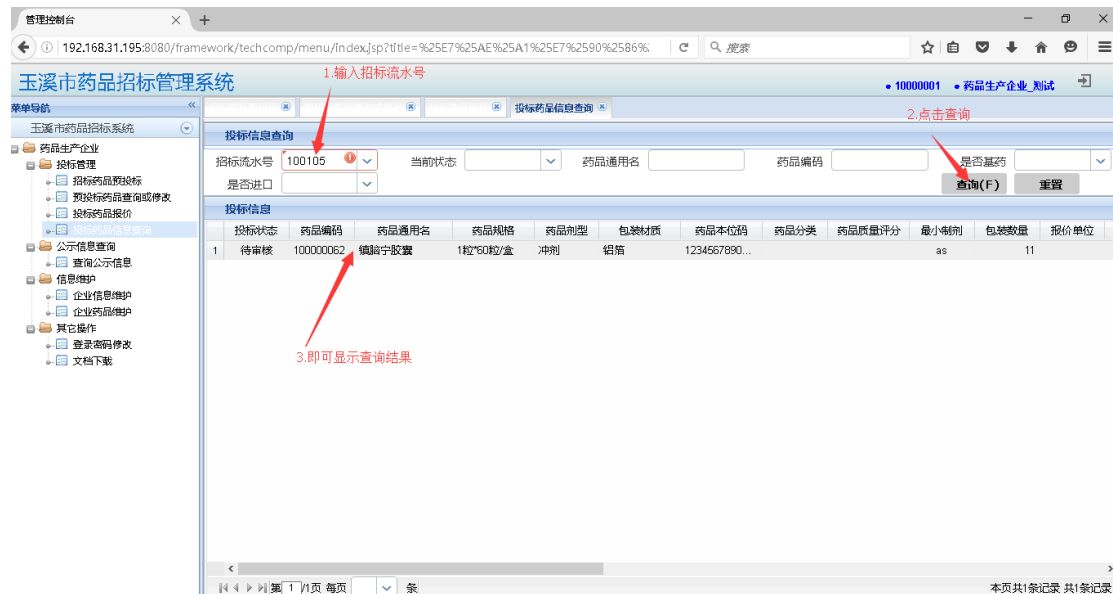 管理控制台
192.168.31.195:8080/framework/techcomp/menu/index.jsp?title=%25E7%25AE%25A1%25E7%2590%2586%
搜索
玉溪市药品招标管理系统
1.输入招标流水号
10000001 药品生产企业_测试
菜单导航
投标药品信息查询
2.点击查询
玉溪市药品招标系统
投标信息查询
药品生产企业
招标流水号 100105 当前状态 药品通用名 药品编码 是否基药
投标管理
是否进口 查询(F) 重置
招标药品预投标
预投标药品查询或修改
投标信息
投标药品报价
投标药品信息查询
投标状态 药品编码 药品通用名 药品规格 药品剂型 包装材质 药品本位码 药品分类 药品质量评分 最小制剂 包装数量 报价单位
公示信息查询
1 待审核 100000062 镇脑宁胶囊 1粒*60粒/盒 冲剂 铝箔 1234567890... as 11
查询公示信息
信息维护
企业信息维护
企业药品维护
其它操作
登录密码修改
3.即可显示查询结果
文档下载
第 1 /1页 每页 条
本页共1条记录 共1条记录